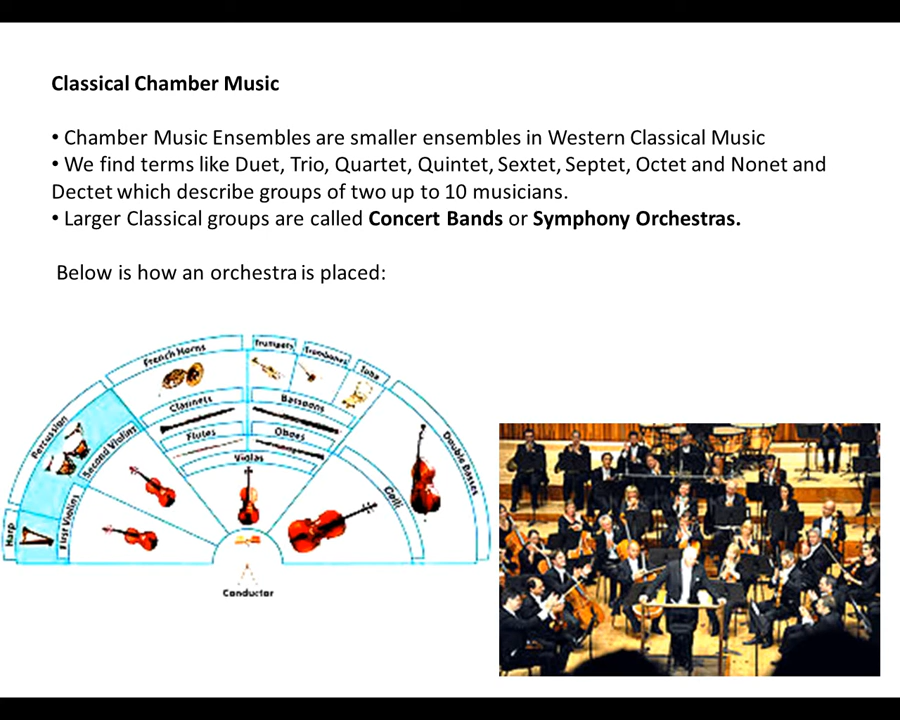 Classical Chamber Music
• Chamber Music Ensembles are smaller ensembles in Western Classical Music
• We find terms like Duet, Trio, Quartet, Quintet, Sextet, Septet, Octet and Nonet and
Dectet which describe groups of two up to 10 musicians.
• Larger Classical groups are called Concert Bands or Symphony Orchestras.
Below is how an orchestra is placed:
French Horns
Trumpets
Trombones
Tuba
Percussion
Second Violins
Clarinets
Bassoons
Flutes
Oboes
Violas
Double Basses
Harp
First Violins
Celli
Conductor